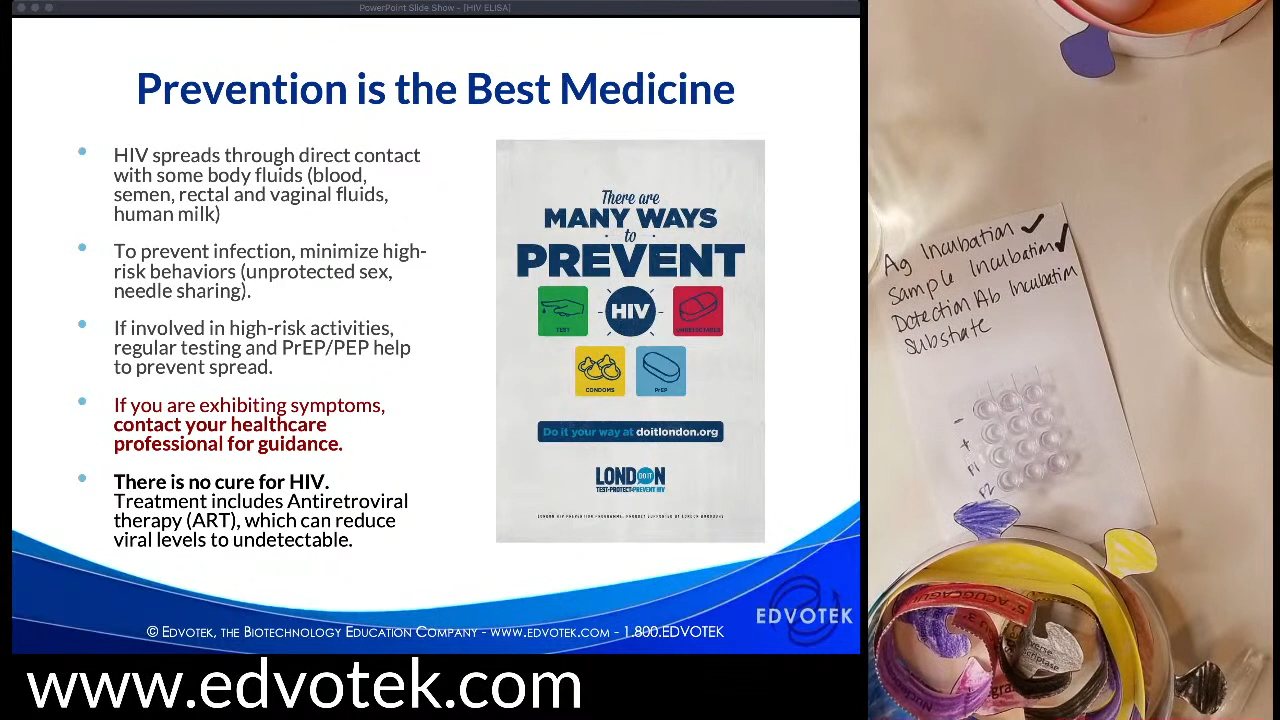 PowerPoint Slide Show - [HIV ELISA]
Prevention is the Best Medicine
HIV spreads through direct contact
with some body fluids (blood,
semen, rectal and vaginal fluids,
human milk)
To prevent infection, minimize high-
risk behaviors (unprotected sex,
needle sharing).
If involved in high-risk activities,
regular testing and PrEP/PEP help
to prevent spread.
If you are exhibiting symptoms,
contact your healthcare
professional for guidance.
There is no cure for HIV.
Treatment includes Antiretroviral
therapy (ART), which can reduce
viral levels to undetectable.
There are
MANY WAYS
to
PREVENT
HIV
TEST
UNDETECTABLE
CONDOMS
PrEP
Do it your way at doitlondon.org
LONDON
DO IT
TEST•PROTECT•PREVENT HIV
EDVOTEK
© EDVOTEK, THE BIOTECHNOLOGY EDUCATION COMPANY - WWW.EDVOTEK.COM - 1.800.EDVOTEK
www.edvotek.com
Ag Incubation ✓
Sample Incubation ✓
Detection Ab Incubation
Substrate
-
+
P1
P2